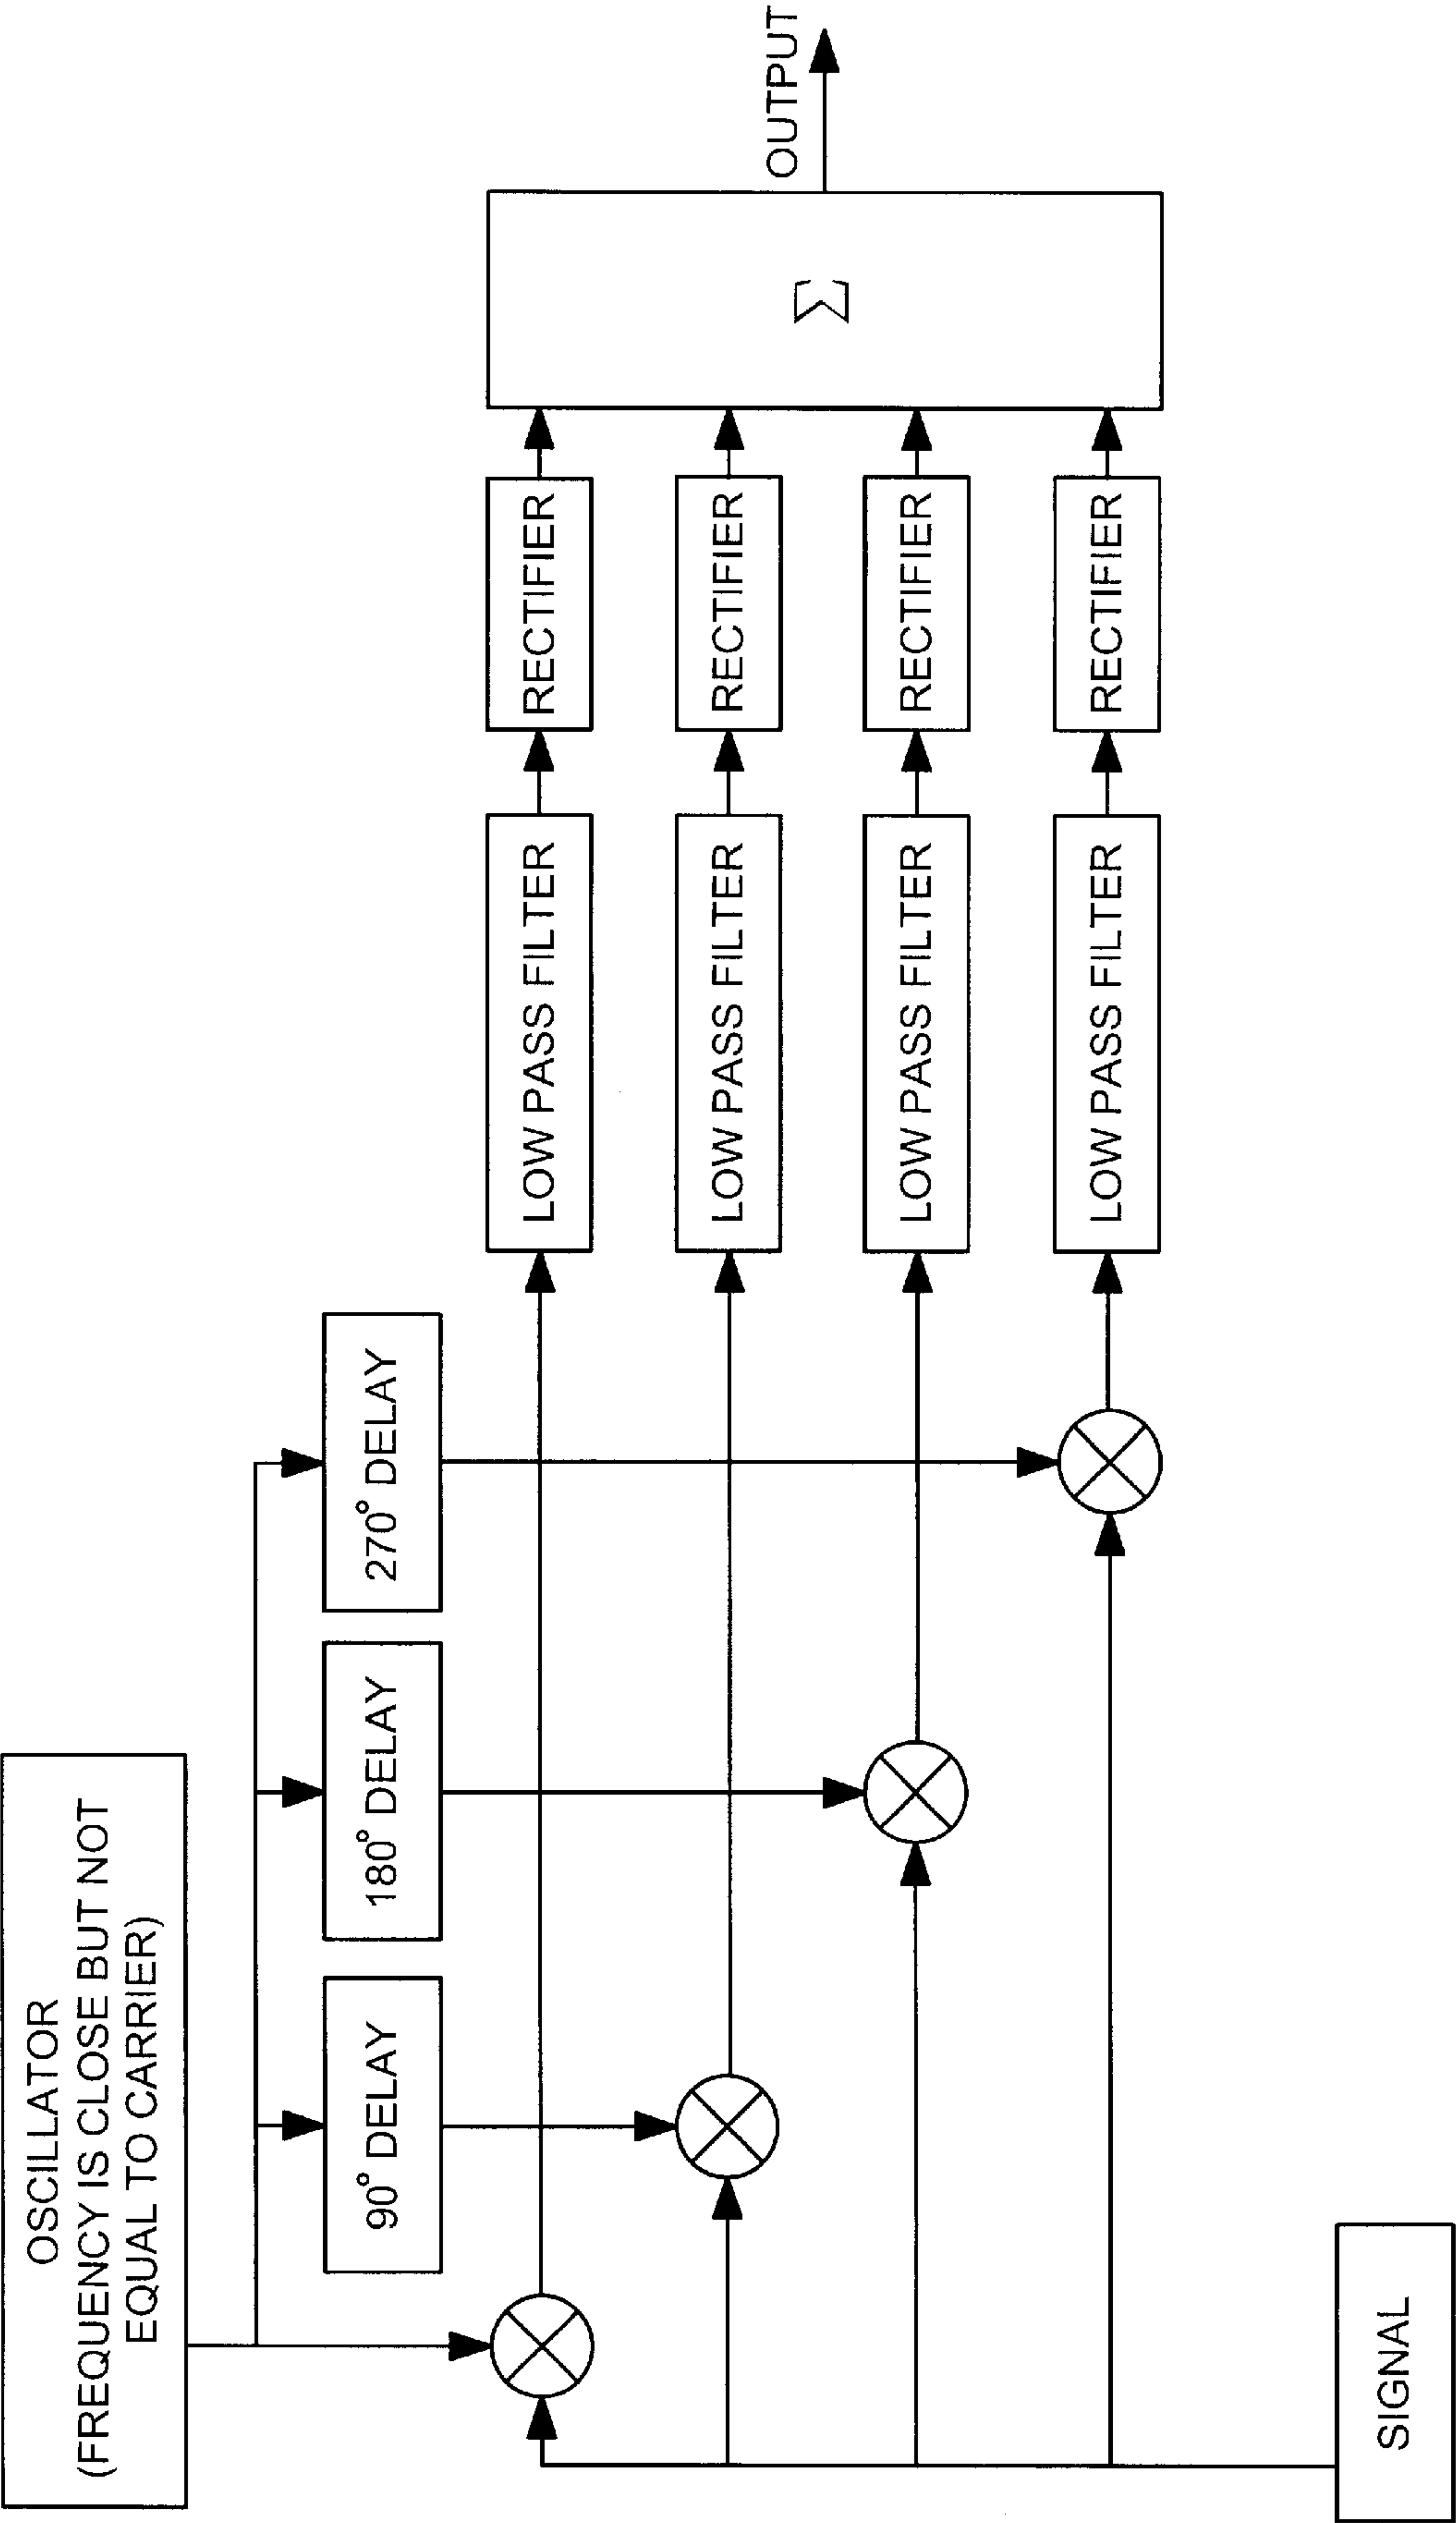 OSCILLATOR
(FREQUENCY IS CLOSE BUT NOT
EQUAL TO CARRIER)
90° DELAY
180° DELAY
270° DELAY
LOW PASS FILTER
RECTIFIER
LOW PASS FILTER
RECTIFIER
LOW PASS FILTER
RECTIFIER
LOW PASS FILTER
RECTIFIER
Σ
OUTPUT
SIGNAL